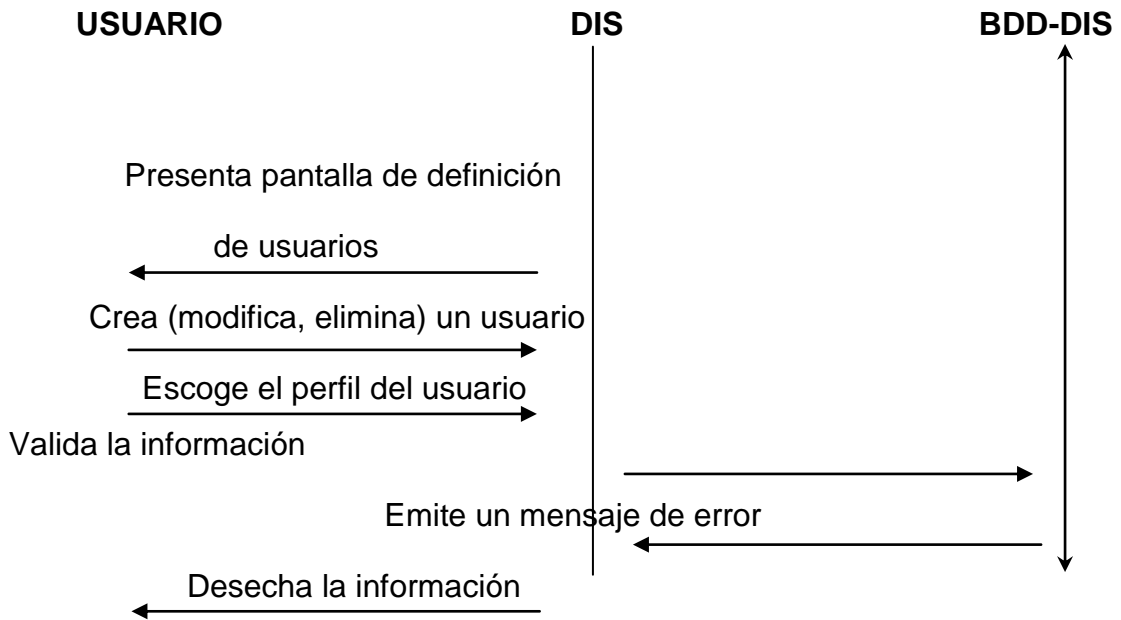 USUARIO DIS BDD-DIS
Presenta pantalla de definición
de usuarios
Crea (modifica, elimina) un usuario
Escoge el perfil del usuario
Valida la información
Emite un mensaje de error
Desecha la información